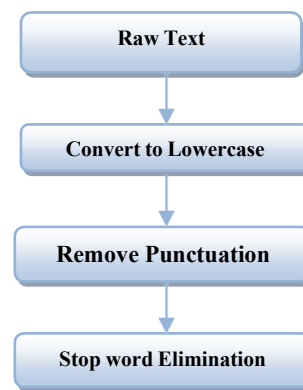 Raw Text
Convert to Lowercase
Remove Punctuation
Stop word Elimination